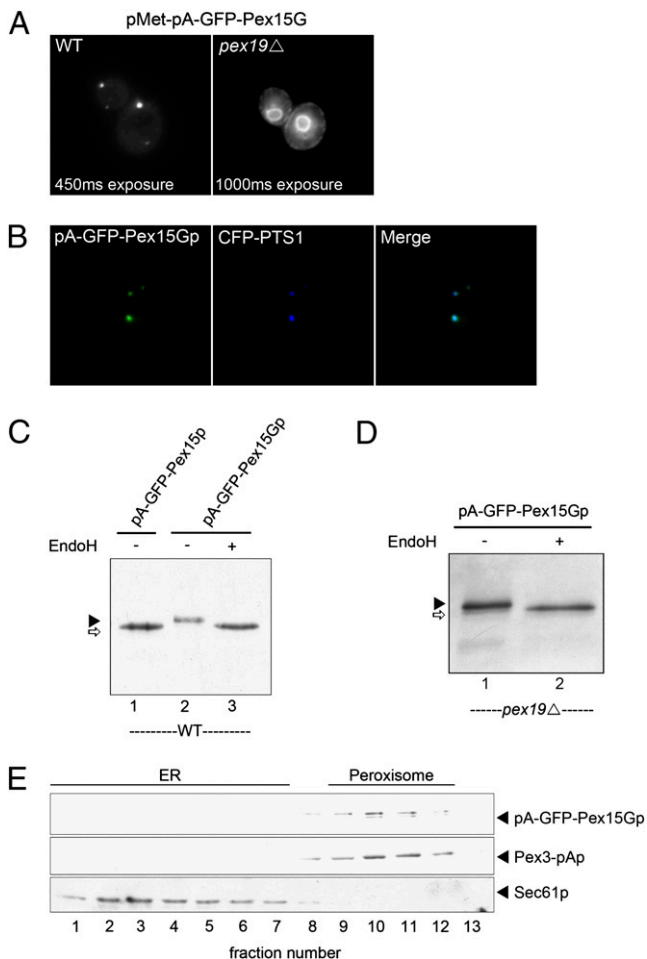 A
pMet-pA-GFP-Pex15G
WT
pex19△
450ms exposure
1000ms exposure
B
pA-GFP-Pex15Gp
CFP-PTS1
Merge
C
pA-GFP-Pex15p
pA-GFP-Pex15Gp
EndoH - - +
1 2 3
---------WT---------
D
pA-GFP-Pex15Gp
EndoH - +
1 2
------pex19△------
E
ER Peroxisome
pA-GFP-Pex15Gp
Pex3-pAp
Sec61p
1 2 3 4 5 6 7 8 9 10 11 12 13
fraction number